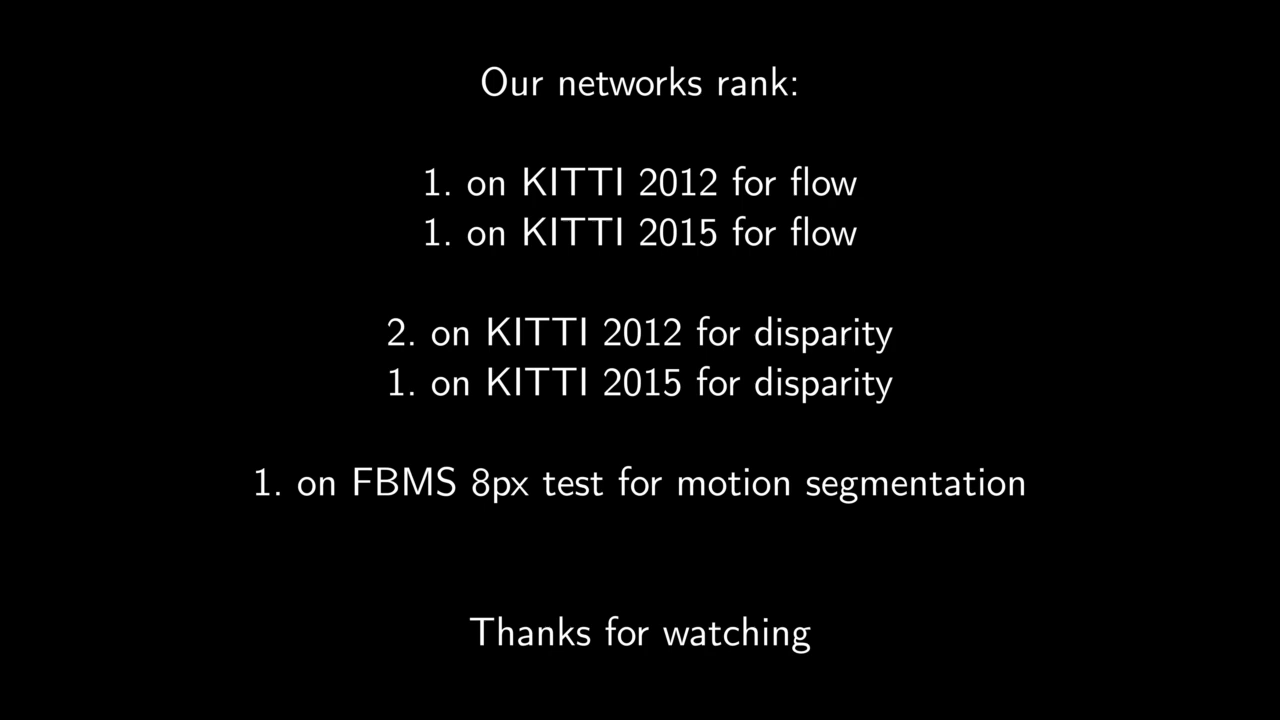 Our networks rank:
1. on KITTI 2012 for flow
1. on KITTI 2015 for flow
2. on KITTI 2012 for disparity
1. on KITTI 2015 for disparity
1. on FBMS 8px test for motion segmentation
Thanks for watching